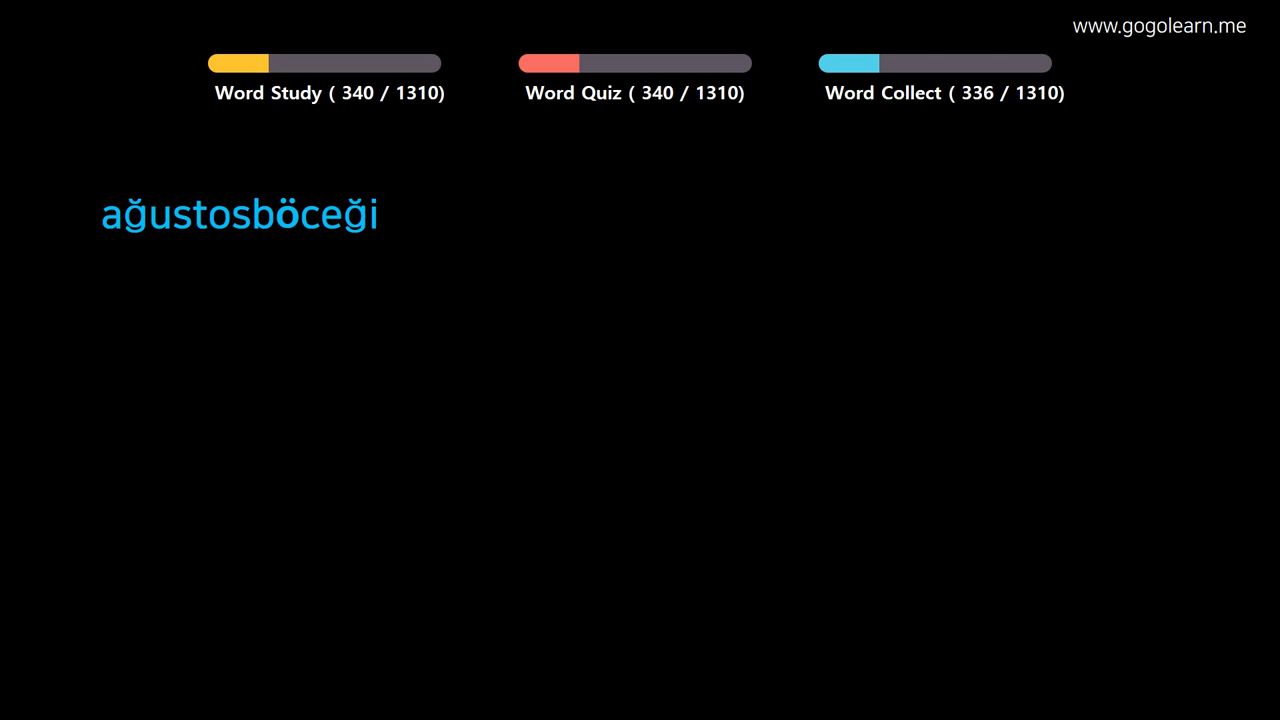 www.gogolearn.me
Word Study ( 340 / 1310)
Word Quiz ( 340 / 1310)
Word Collect ( 336 / 1310)
ağustosböceği